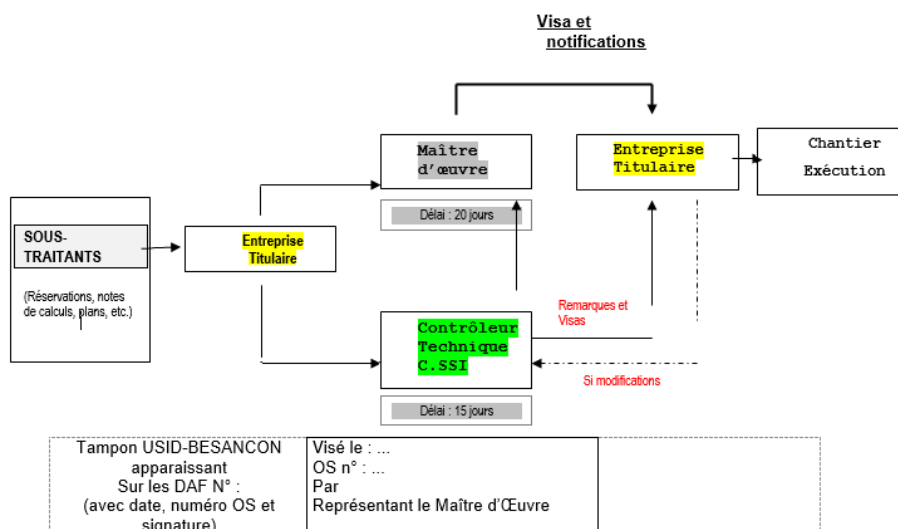 Visa et
notifications
Maître
d'œuvre
Entreprise
Titulaire
Chantier
Exécution
Délai : 20 jours
SOUS-
TRAITANTS
Entreprise
Titulaire
(Réservations, notes
de calculs, plans, etc.)
Remarques et
Visas
Contrôleur
Technique
C.SSI
Si modifications
Délai : 15 jours
Tampon USID-BESANCON
apparaissant
Sur les DAF N° :
(avec date, numéro OS et
signature)
Visé le : ...
OS n° : ...
Par
Représentant le Maître d'Œuvre